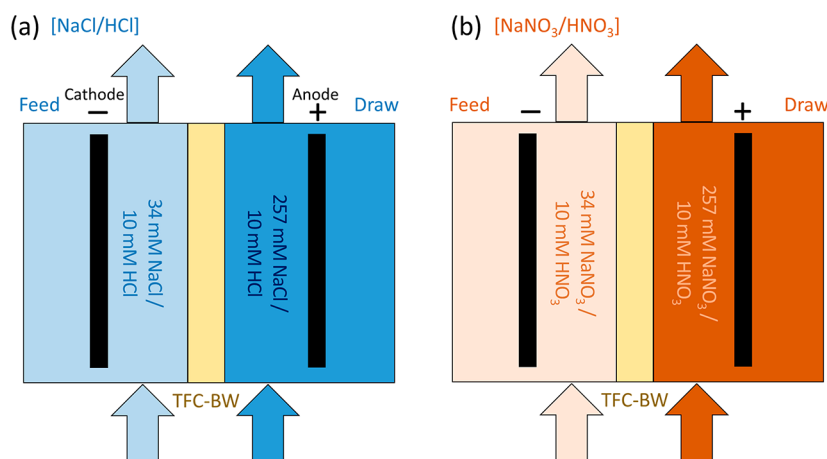 (a) [NaCl/HCl]
Cathode
Anode
Feed − + Draw
34 mM NaCl /
10 mM HCl
257 mM NaCl /
10 mM HCl
TFC-BW
(b) [NaNO₃/HNO₃]
Feed − + Draw
34 mM NaNO₃ /
10 mM HNO₃
257 mM NaNO₃ /
10 mM HNO₃
TFC-BW